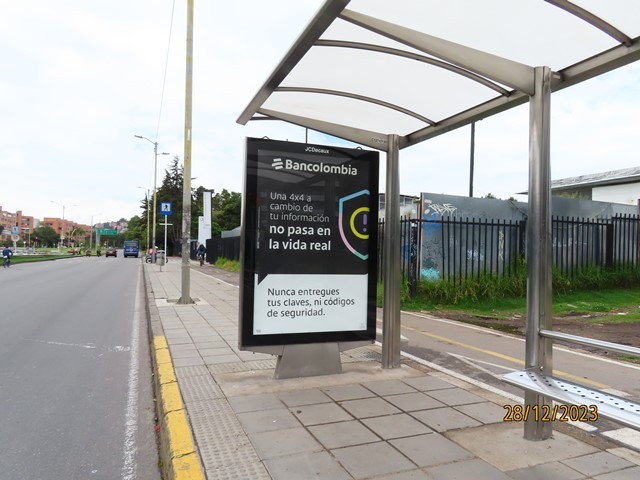 JCDecaux
Bancolombia
Una 4x4 a
cambio de
tu información
no pasa en
la vida real
Nunca entregues
tus claves, ni códigos
de seguridad.
28/12/2023